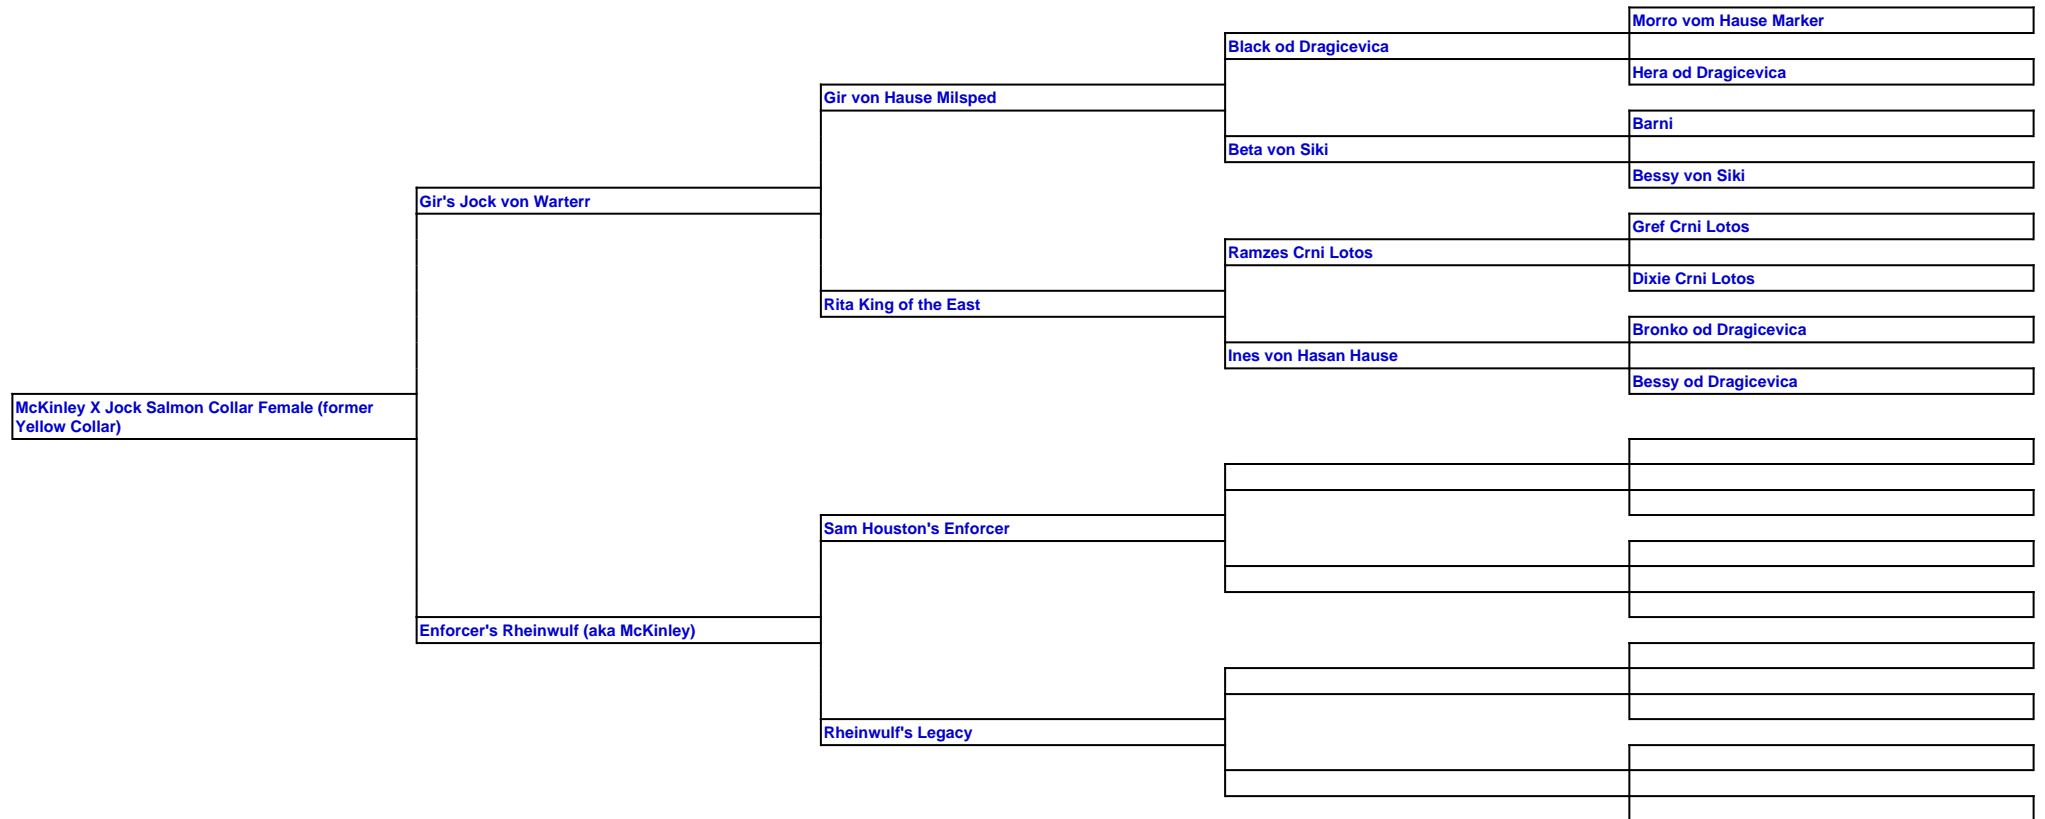 Morro vom Hause Marker
Black od Dragicevica
Hera od Dragicevica
Gir von Hause Milsped
Barni
Beta von Siki
Bessy von Siki
Gir's Jock von Warterr
Gref Crni Lotos
Ramzes Crni Lotos
Dixie Crni Lotos
Rita King of the East
Bronko od Dragicevica
Ines von Hasan Hause
Bessy od Dragicevica
McKinley X Jock Salmon Collar Female (former
Yellow Collar)
Sam Houston's Enforcer
Enforcer's Rheinwulf (aka McKinley)
Rheinwulf's Legacy